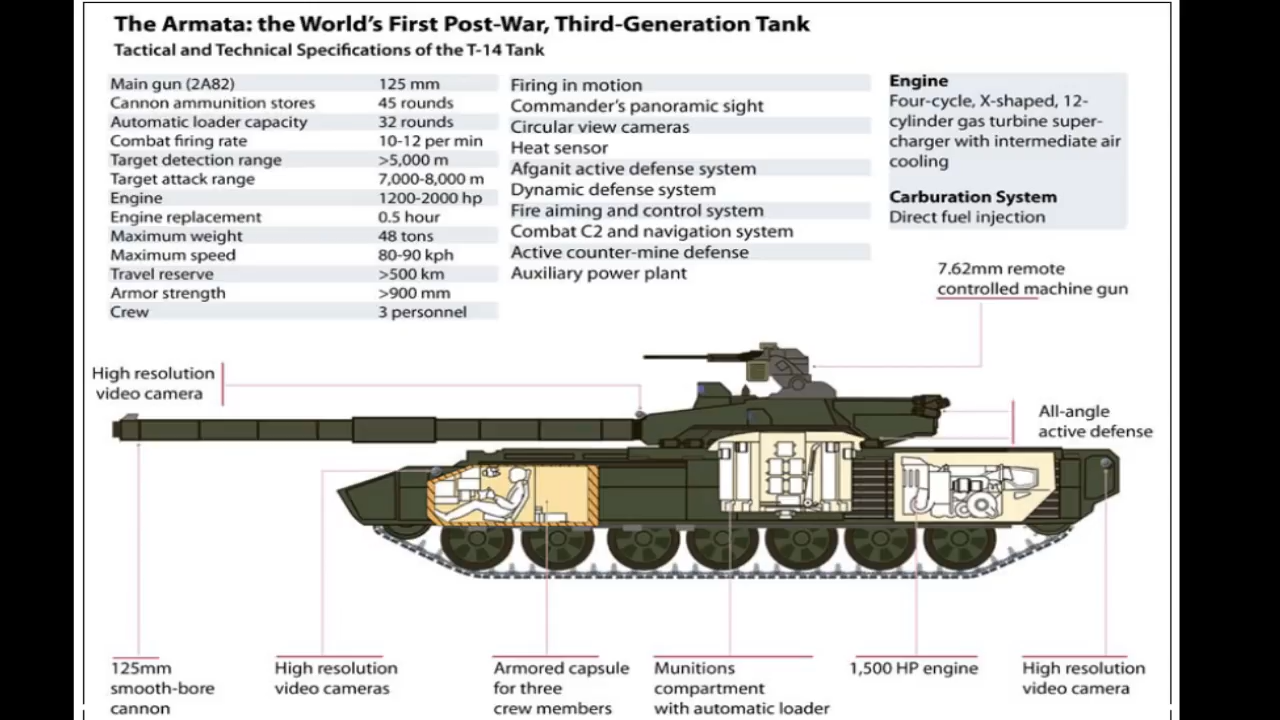 The Armata: the World's First Post-War, Third-Generation Tank
Tactical and Technical Specifications of the T-14 Tank
Main gun (2A82) 125 mm
Cannon ammunition stores 45 rounds
Automatic loader capacity 32 rounds
Combat firing rate 10-12 per min
Target detection range >5,000 m
Target attack range 7,000-8,000 m
Engine 1200-2000 hp
Engine replacement 0.5 hour
Maximum weight 48 tons
Maximum speed 80-90 kph
Travel reserve >500 km
Armor strength >900 mm
Crew 3 personnel
Firing in motion
Commander's panoramic sight
Circular view cameras
Heat sensor
Afganit active defense system
Dynamic defense system
Fire aiming and control system
Combat C2 and navigation system
Active counter-mine defense
Auxiliary power plant
Engine
Four-cycle, X-shaped, 12-
cylinder gas turbine super-
charger with intermediate air
cooling
Carburation System
Direct fuel injection
7.62mm remote
controlled machine gun
High resolution
video camera
All-angle
active defense
125mm
smooth-bore
cannon
High resolution
video cameras
Armored capsule
for three
crew members
Munitions
compartment
with automatic loader
1,500 HP engine
High resolution
video camera